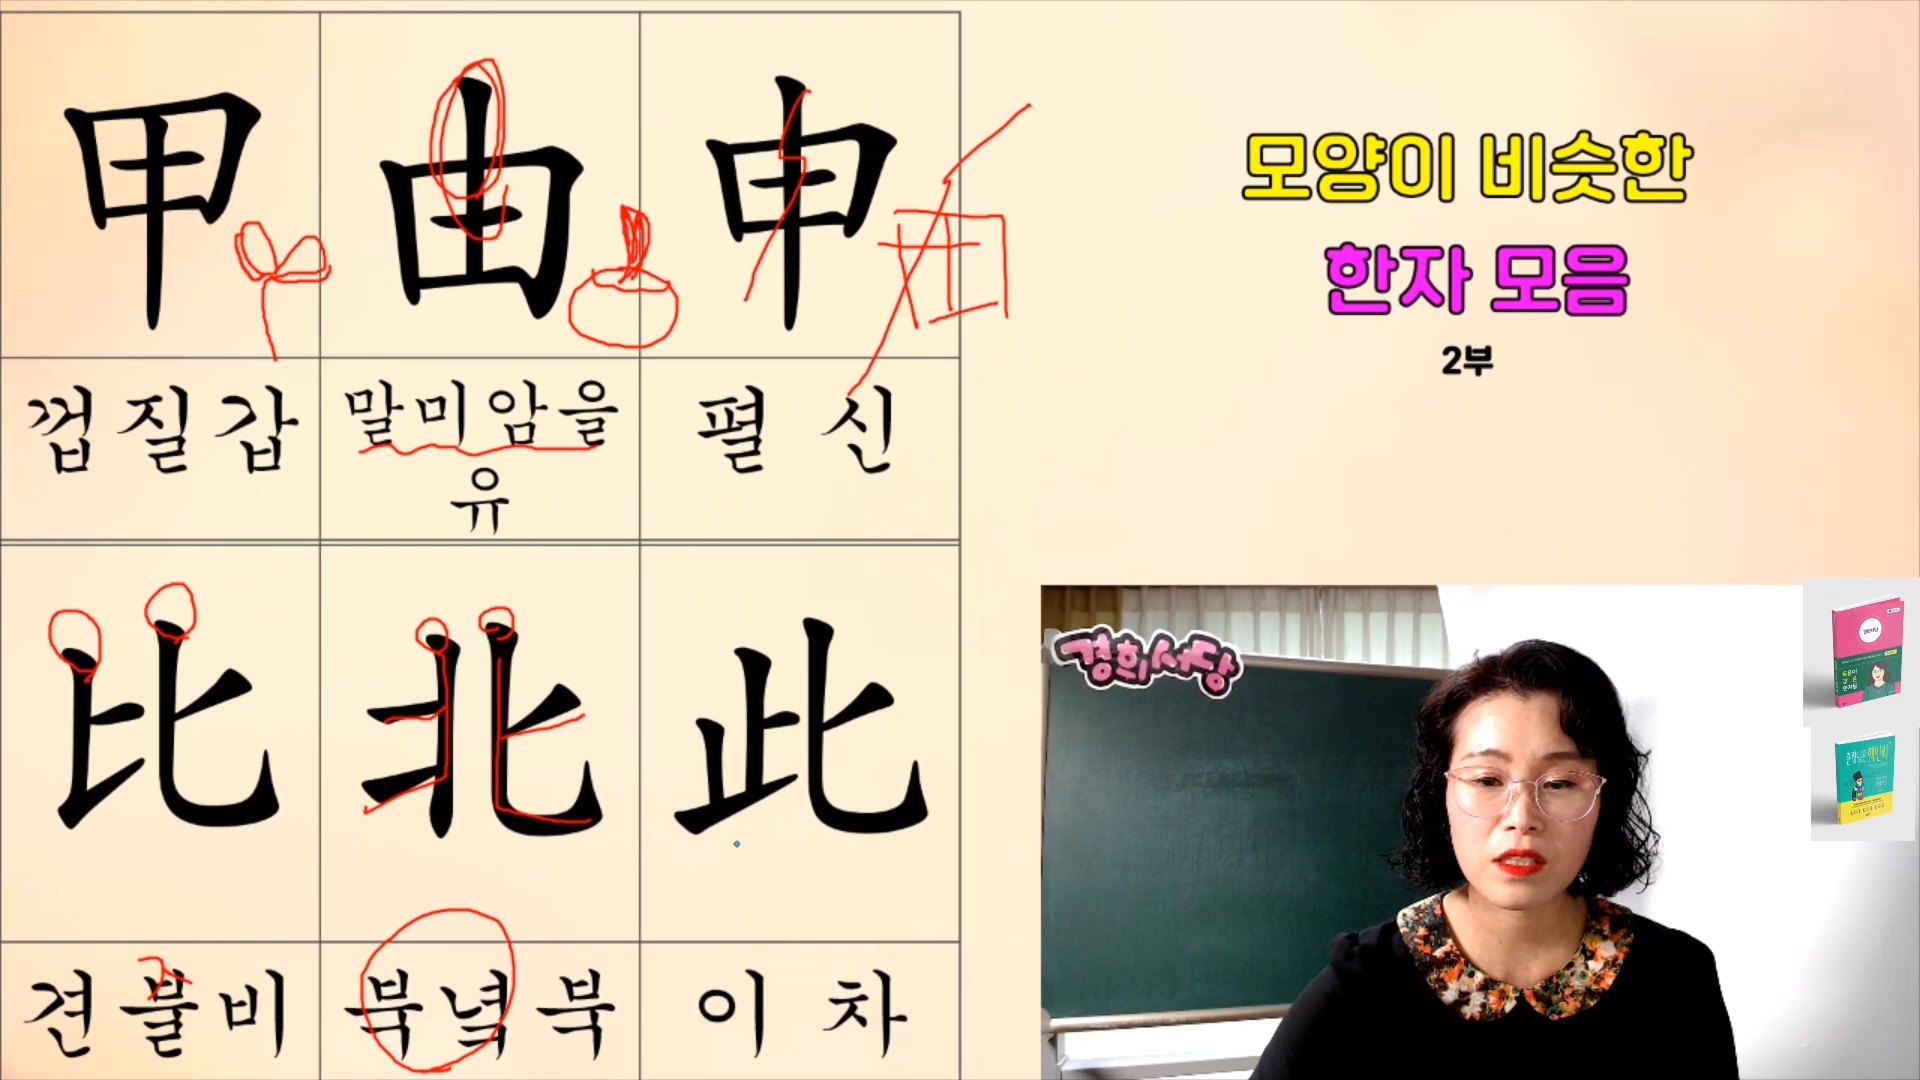 甲 由 申
껍질갑 말미암을 펼 신
유
比 北 此
견불비 북녘북 이 차
모양이 비슷한
한자 모음
2부
경희서당